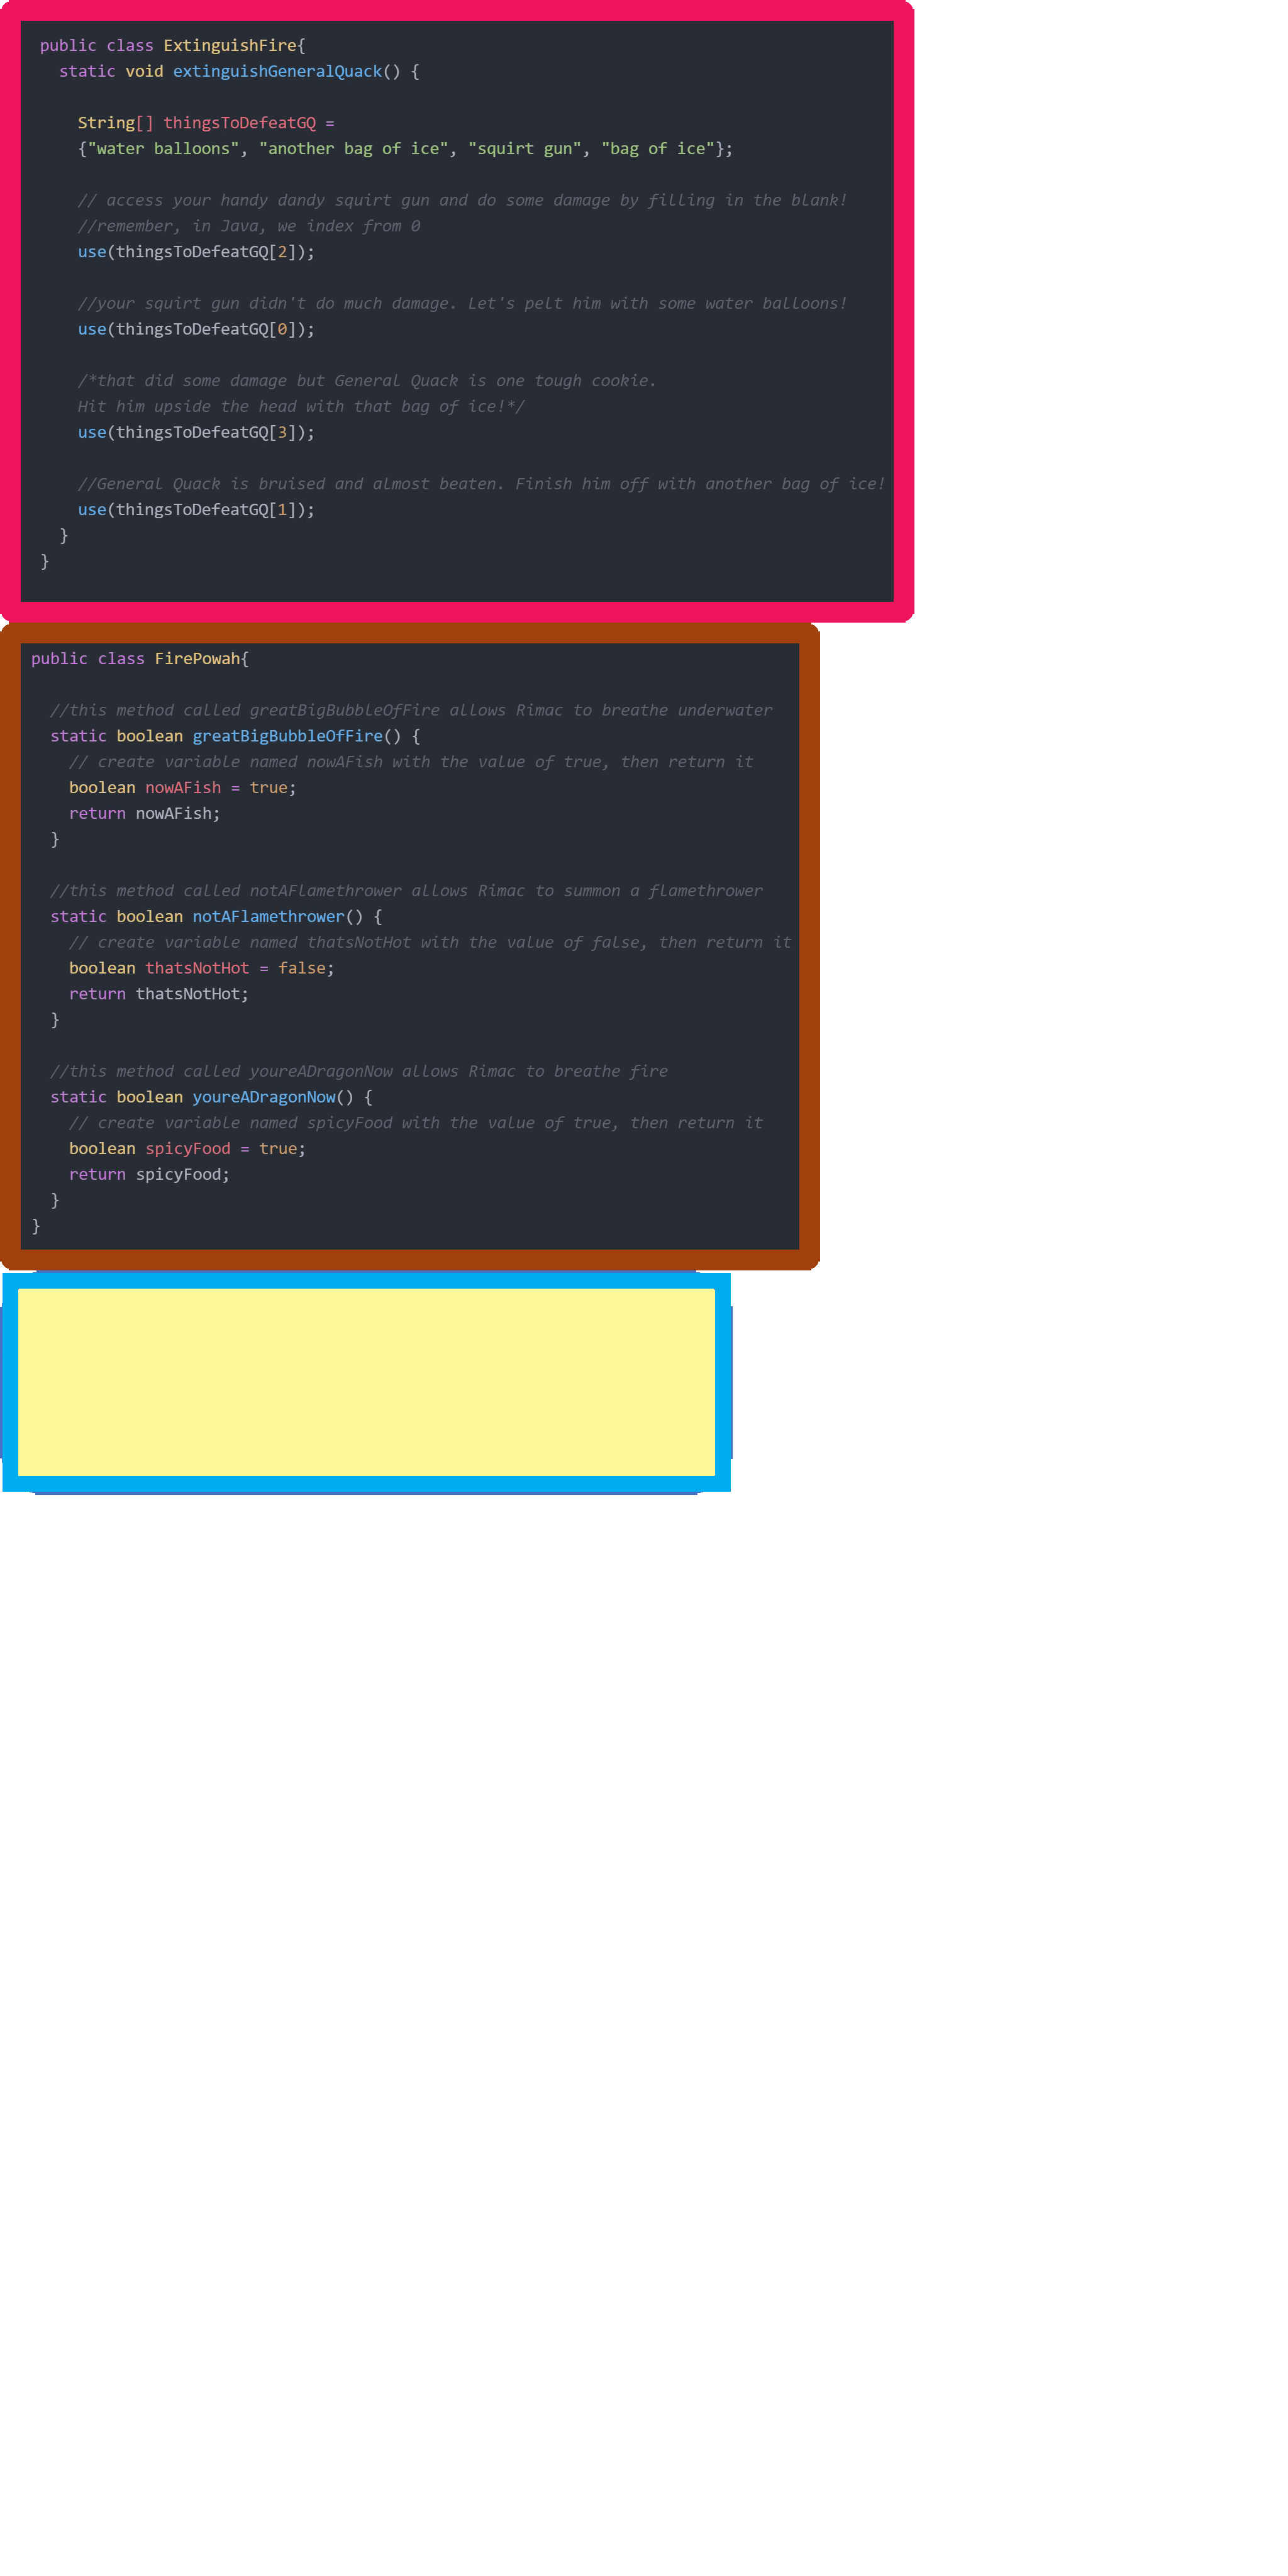 public class ExtinguishFire{
static void extinguishGeneralQuack() {
String[] thingsToDefeatGQ =
{"water balloons", "another bag of ice", "squirt gun", "bag of ice"};
// access your handy dandy squirt gun and do some damage by filling in the blank!
//remember, in Java, we index from 0
use(thingsToDefeatGQ[2]);
//your squirt gun didn't do much damage. Let's pelt him with some water balloons!
use(thingsToDefeatGQ[0]);
/*that did some damage but General Quack is one tough cookie.
Hit him upside the head with that bag of ice!*/
use(thingsToDefeatGQ[3]);
//General Quack is bruised and almost beaten. Finish him off with another bag of ice!
use(thingsToDefeatGQ[1]);
}
}
public class FirePowah{
//this method called greatBigBubbleOfFire allows Rimac to breathe underwater
static boolean greatBigBubbleOfFire() {
// create variable named nowAFish with the value of true, then return it
boolean nowAFish = true;
return nowAFish;
}
//this method called notAFlamethrower allows Rimac to summon a flamethrower
static boolean notAFlamethrower() {
// create variable named thatsNotHot with the value of false, then return it
boolean thatsNotHot = false;
return thatsNotHot;
}
//this method called youreADragonNow allows Rimac to breathe fire
static boolean youreADragonNow() {
// create variable named spicyFood with the value of true, then return it
boolean spicyFood = true;
return spicyFood;
}
}